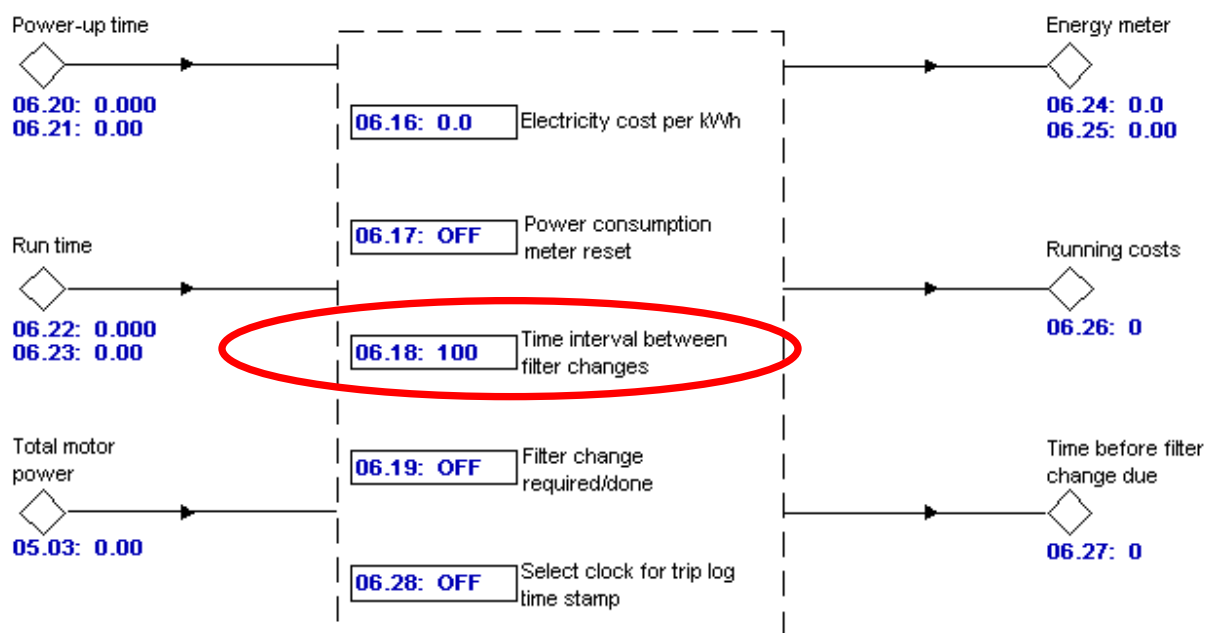 Power-up time
06.20: 0.000
06.21: 0.00
Run time
06.22: 0.000
06.23: 0.00
Total motor
power
05.03: 0.00
06.16: 0.0 Electricity cost per kWh
06.17: OFF Power consumption
meter reset
06.18: 100 Time interval between
filter changes
06.19: OFF Filter change
required/done
06.28: OFF Select clock for trip log
time stamp
Energy meter
06.24: 0.0
06.25: 0.00
Running costs
06.26: 0
Time before filter
change due
06.27: 0